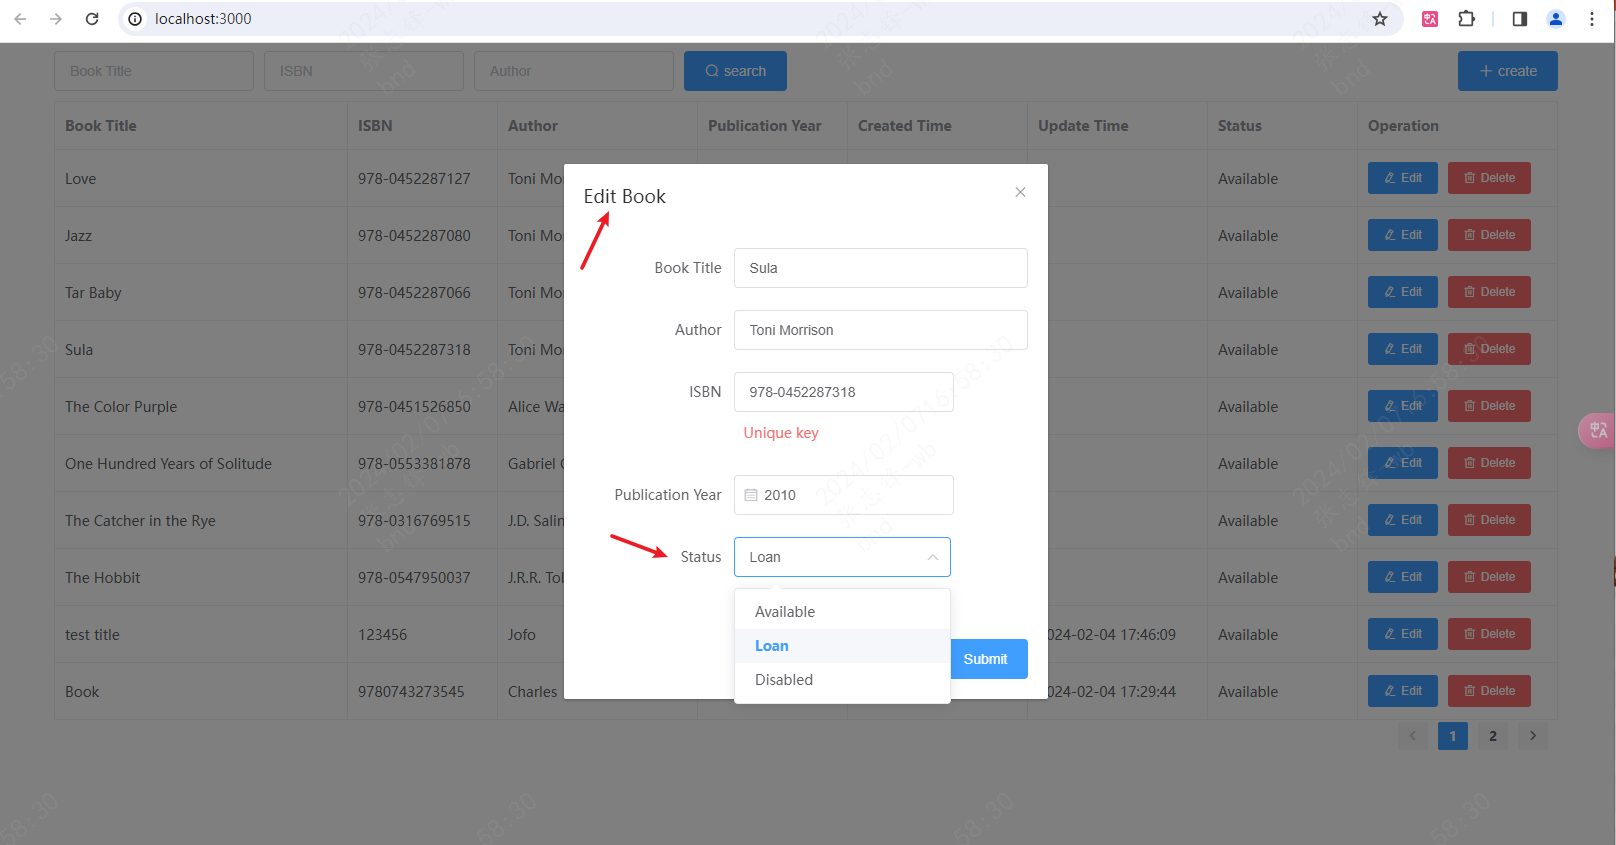 localhost:3000
Book Title ISBN Author search create
Book Title ISBN Author Publication Year Created Time Update Time Status Operation
Love 978-0452287127 Toni Mo Available Edit Delete
Jazz 978-0452287080 Toni Mo Available Edit Delete
Tar Baby 978-0452287066 Toni Mo Available Edit Delete
Sula 978-0452287318 Toni Mo Available Edit Delete
The Color Purple 978-0451526850 Alice Wa Available Edit Delete
One Hundred Years of Solitude 978-0553381878 Gabriel Available Edit Delete
The Catcher in the Rye 978-0316769515 J.D. Salin Available Edit Delete
The Hobbit 978-0547950037 J.R.R. Tol Available Edit Delete
test title 123456 Jofo 024-02-04 17:46:09 Available Edit Delete
Book 9780743273545 Charles 024-02-04 17:29:44 Available Edit Delete
1 2
Edit Book
Book Title Sula
Author Toni Morrison
ISBN 978-0452287318
Unique key
Publication Year 2010
Status Loan
Available
Loan
Disabled
Submit
2024/02/07 16:58:30
bnd